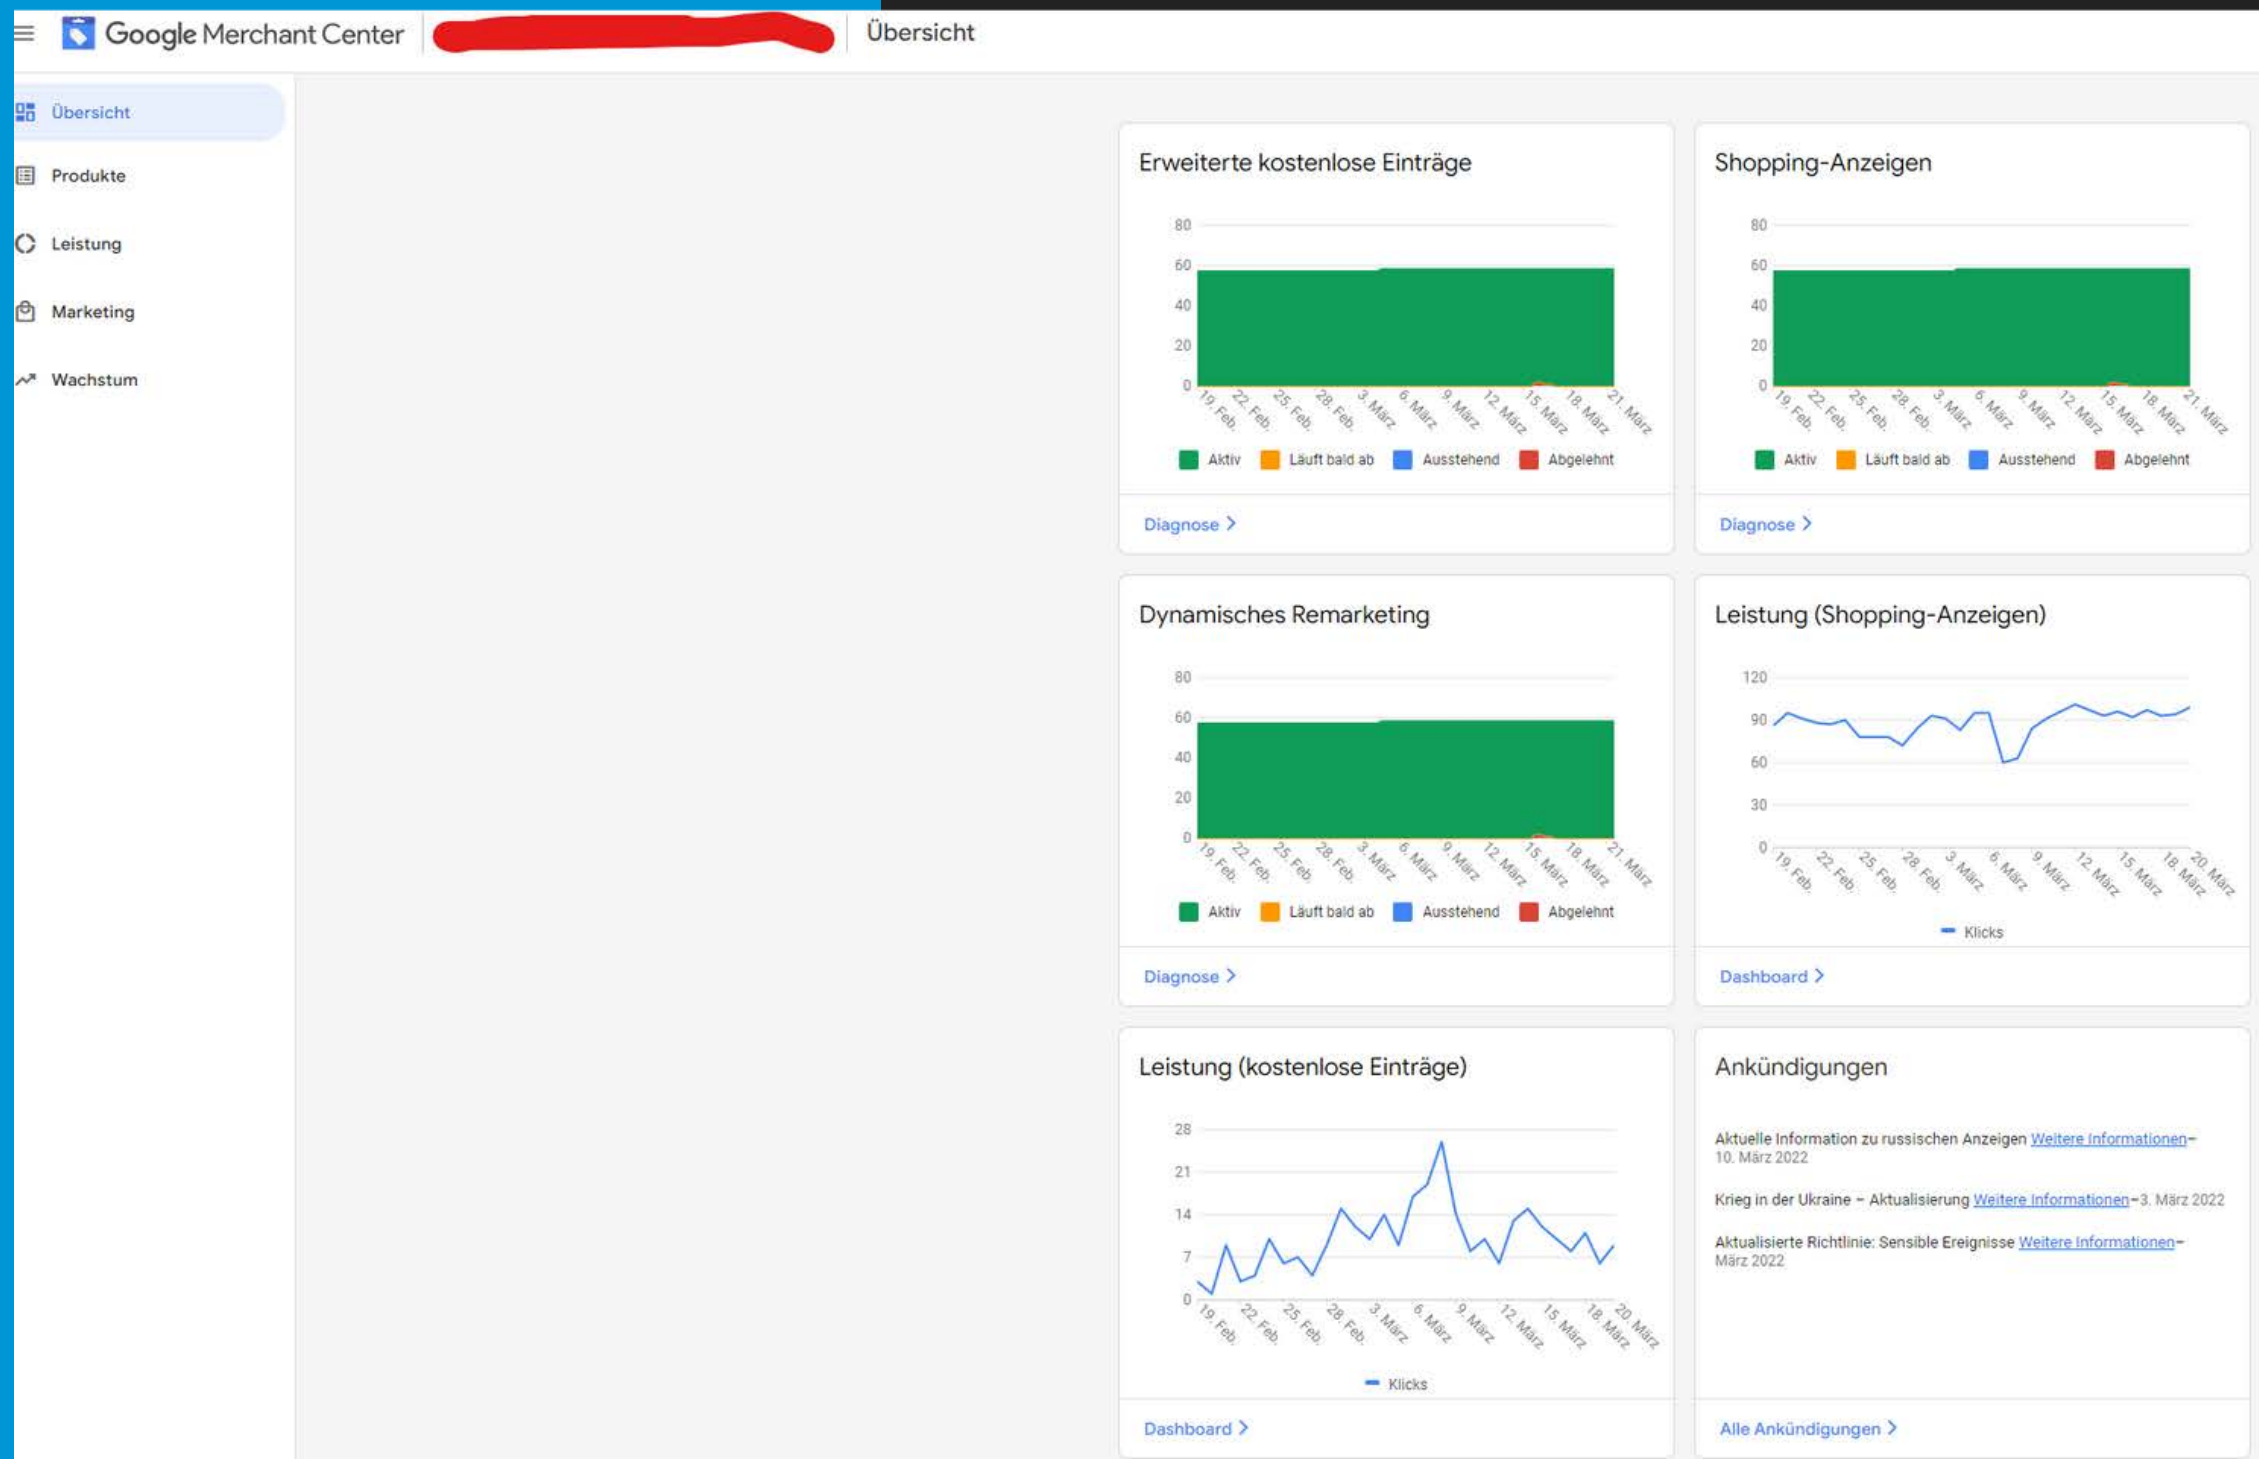 Google Merchant Center
Übersicht
Übersicht
Produkte
Leistung
Marketing
Wachstum
Erweiterte kostenlose Einträge
80
60
40
20
0
19. Feb.
22. Feb.
25. Feb.
28. Feb.
3. März
6. März
9. März
12. März
15. März
18. März
21. März
Aktiv
Läuft bald ab
Ausstehend
Abgelehnt
Diagnose
Shopping-Anzeigen
80
60
40
20
0
19. Feb.
22. Feb.
25. Feb.
28. Feb.
3. März
6. März
9. März
12. März
15. März
18. März
21. März
Aktiv
Läuft bald ab
Ausstehend
Abgelehnt
Diagnose
Dynamisches Remarketing
80
60
40
20
0
19. Feb.
22. Feb.
25. Feb.
28. Feb.
3. März
6. März
9. März
12. März
15. März
18. März
21. März
Aktiv
Läuft bald ab
Ausstehend
Abgelehnt
Diagnose
Leistung (Shopping-Anzeigen)
120
90
60
30
0
19. Feb.
22. Feb.
25. Feb.
28. Feb.
3. März
6. März
9. März
12. März
15. März
18. März
20. März
Klicks
Dashboard
Leistung (kostenlose Einträge)
28
21
14
7
0
19. Feb.
22. Feb.
25. Feb.
28. Feb.
3. März
6. März
9. März
12. März
15. März
18. März
20. März
Klicks
Dashboard
Ankündigungen
Aktuelle Information zu russischen Anzeigen Weitere Informationen–
10. März 2022
Krieg in der Ukraine – Aktualisierung Weitere Informationen–3. März 2022
Aktualisierte Richtlinie: Sensible Ereignisse Weitere Informationen–
März 2022
Alle Ankündigungen